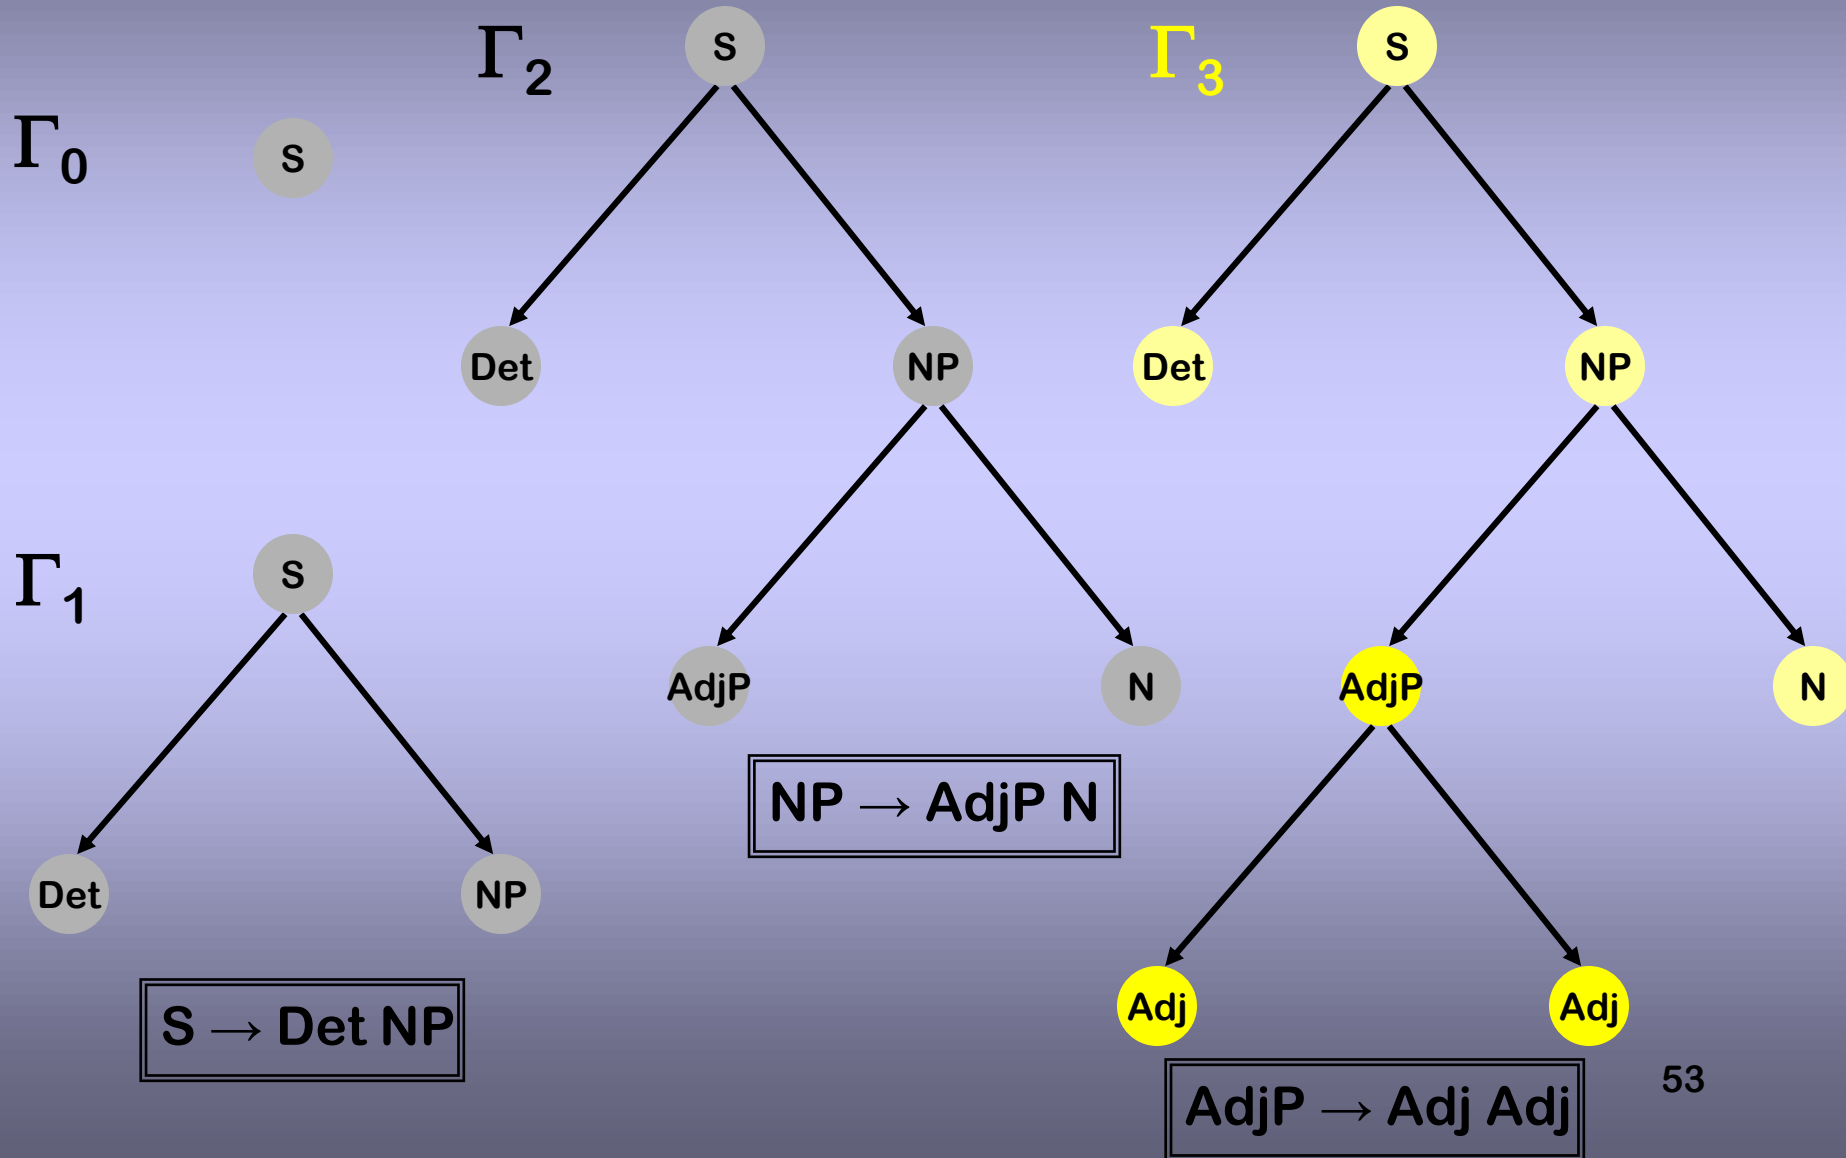 Γ0
S
Γ1
S
Det
NP
S → Det NP
Γ2
S
Det
NP
AdjP
N
NP → AdjP N
Γ3
S
Det
NP
AdjP
N
Adj
Adj
AdjP → Adj Adj
53